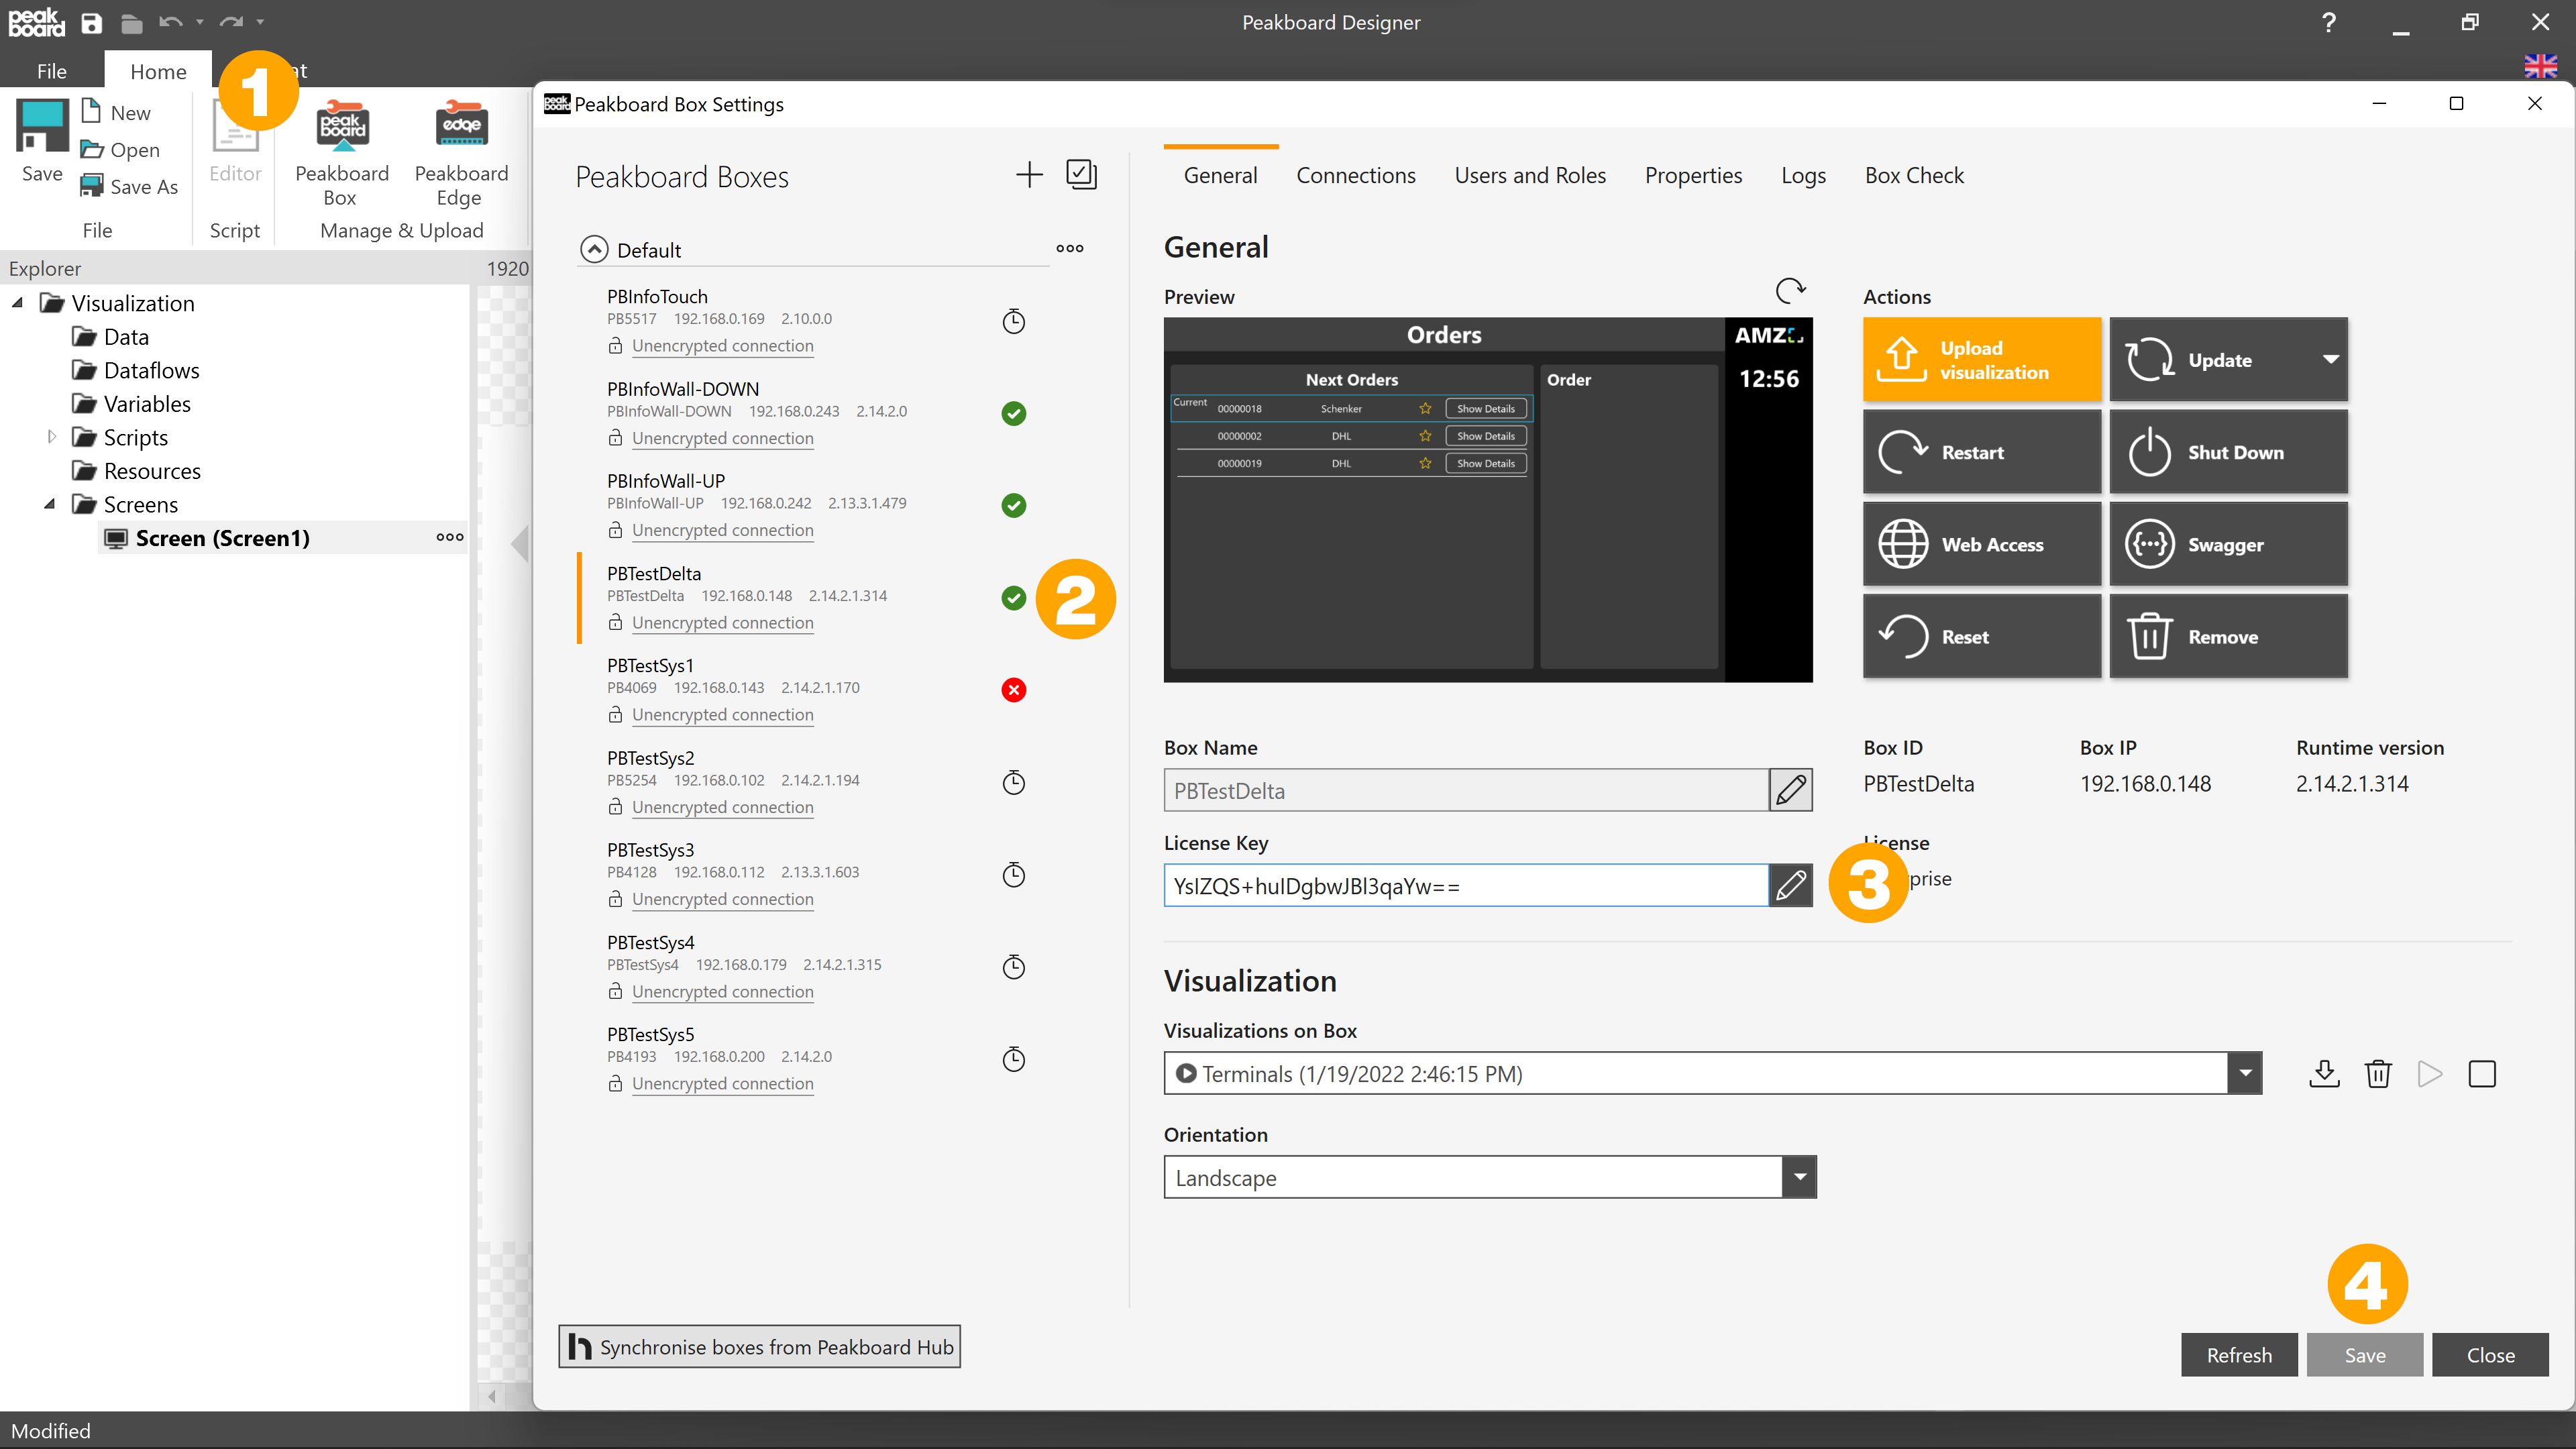 peak
board
Peakboard Designer
?
File
Home
1
at
Save
New
Open
Save As
File
Editor
Script
peak
board
Peakboard
Box
edge
Peakboard
Edge
Manage & Upload
Explorer
1920
Visualization
Data
Dataflows
Variables
Scripts
Resources
Screens
Screen (Screen1)
Modified
peak
board
Peakboard Box Settings
Peakboard Boxes
Default
PBInfoTouch
PB5517 192.168.0.169 2.10.0.0
Unencrypted connection
PBInfoWall-DOWN
PBInfoWall-DOWN 192.168.0.243 2.14.2.0
Unencrypted connection
PBInfoWall-UP
PBInfoWall-UP 192.168.0.242 2.13.3.1.479
Unencrypted connection
PBTestDelta
PBTestDelta 192.168.0.148 2.14.2.1.314
Unencrypted connection
2
PBTestSys1
PB4069 192.168.0.143 2.14.2.1.170
Unencrypted connection
PBTestSys2
PB5254 192.168.0.102 2.14.2.1.194
Unencrypted connection
PBTestSys3
PB4128 192.168.0.112 2.13.3.1.603
Unencrypted connection
PBTestSys4
PBTestSys4 192.168.0.179 2.14.2.1.315
Unencrypted connection
PBTestSys5
PB4193 192.168.0.200 2.14.2.0
Unencrypted connection
Synchronise boxes from Peakboard Hub
General Connections Users and Roles Properties Logs Box Check
General
Preview
Orders
AMZ
12:56
Next Orders
Order
Current 00000018 Schenker Show Details
00000002 DHL Show Details
00000019 DHL Show Details
Actions
Upload
visualization
Update
Restart
Shut Down
Web Access
Swagger
Reset
Remove
Box Name
PBTestDelta
Box ID
PBTestDelta
Box IP
192.168.0.148
Runtime version
2.14.2.1.314
License Key
YsIZQS+huIDgbwJBI3qaYw==
3
License
prise
Visualization
Visualizations on Box
Terminals (1/19/2022 2:46:15 PM)
Orientation
Landscape
4
Refresh
Save
Close